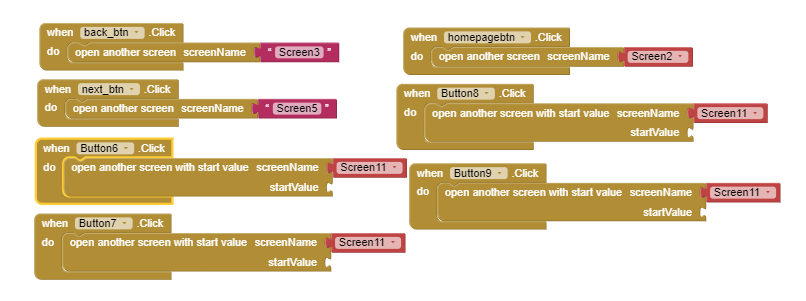 when back_btn .Click
do open another screen screenName " Screen3 "
when next_btn .Click
do open another screen screenName " Screen5 "
when Button6 .Click
do open another screen with start value screenName Screen11
startValue
when Button7 .Click
do open another screen with start value screenName Screen11
startValue
when homepagebtn .Click
do open another screen screenName Screen2
when Button8 .Click
do open another screen with start value screenName Screen11
startValue
when Button9 .Click
do open another screen with start value screenName Screen11
startValue